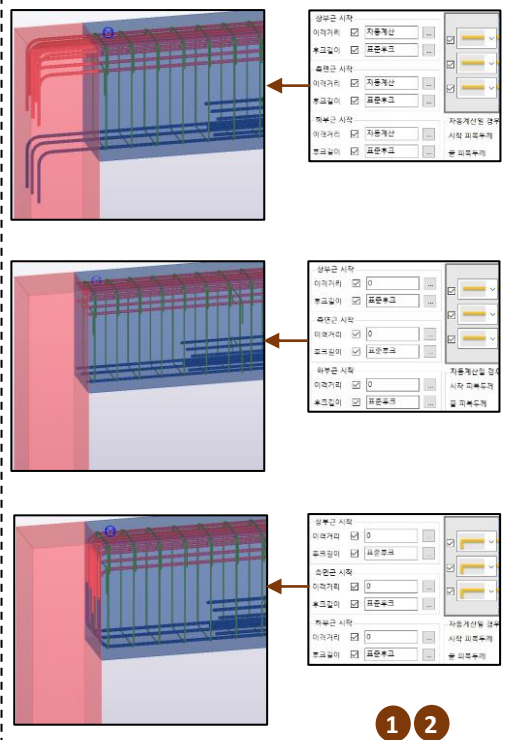 상부근 시작
이격거리 자동계산 ...
후크길이 표준후크 ...
측면근 시작
이격거리 자동계산 ...
후크길이 표준후크 ...
하부근 시작
이격거리 자동계산 ...
후크길이 표준후크 ...
자동계산일 경우
시작 피복두께
끝 피복두께
상부근 시작
이격거리 0 ...
후크길이 표준후크 ...
측면근 시작
이격거리 0 ...
후크길이 표준후크 ...
하부근 시작
이격거리 0 ...
후크길이 표준후크 ...
자동계산일 경우
시작 피복두께
끝 피복두께
상부근 시작
이격거리 0 ...
후크길이 표준후크 ...
측면근 시작
이격거리 0 ...
후크길이 표준후크 ...
하부근 시작
이격거리 0 ...
후크길이 표준후크 ...
자동계산일 경우
시작 피복두께
끝 피복두께
1 2